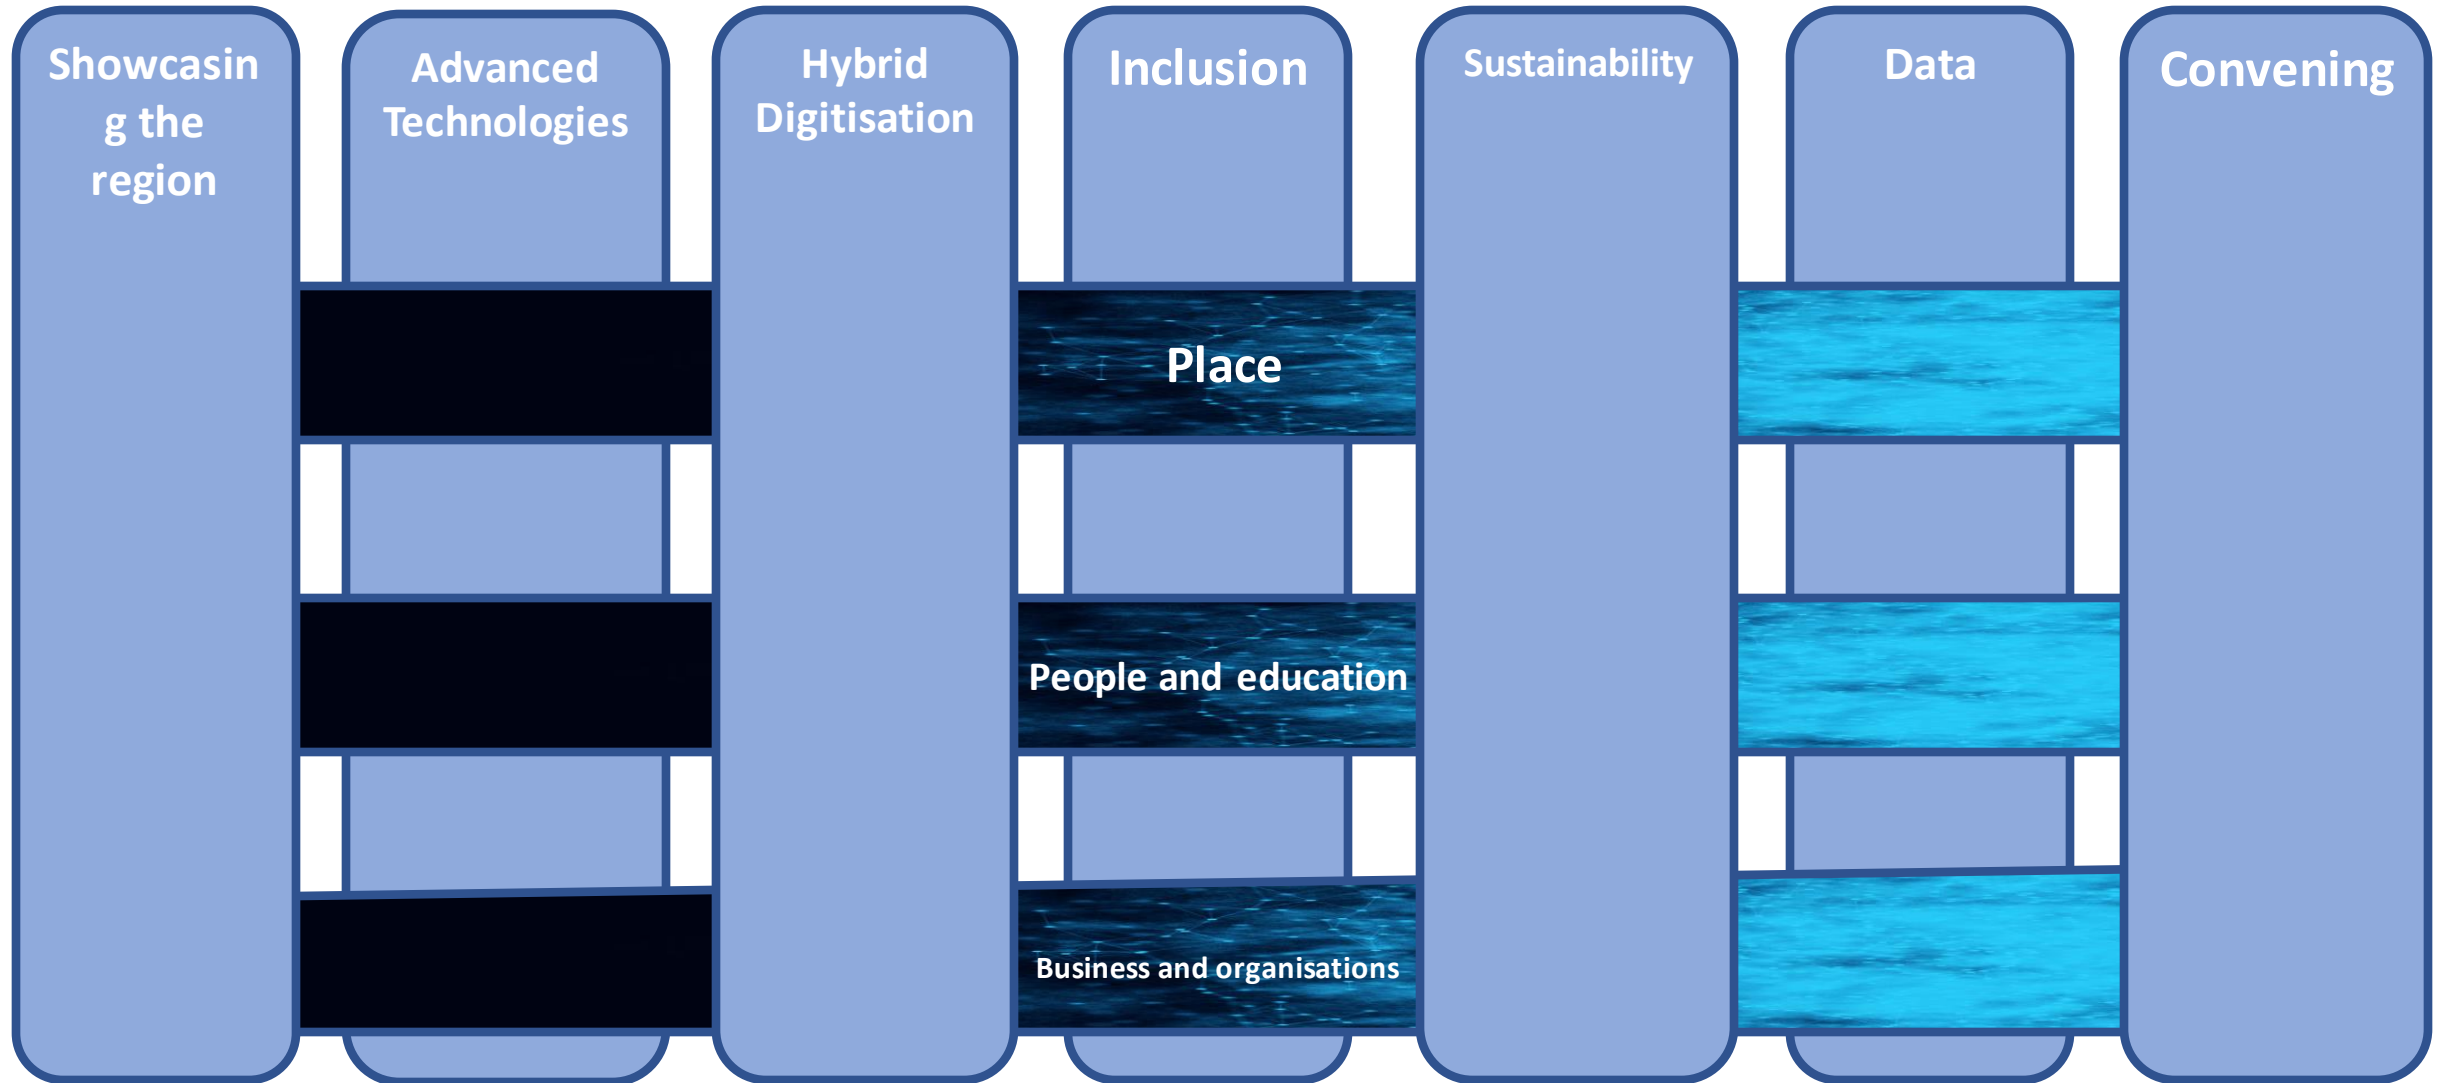 Showcasin
g the
region
Advanced
Technologies
Hybrid
Digitisation
Inclusion
Sustainability
Data
Convening
Place
People and education
Business and organisations